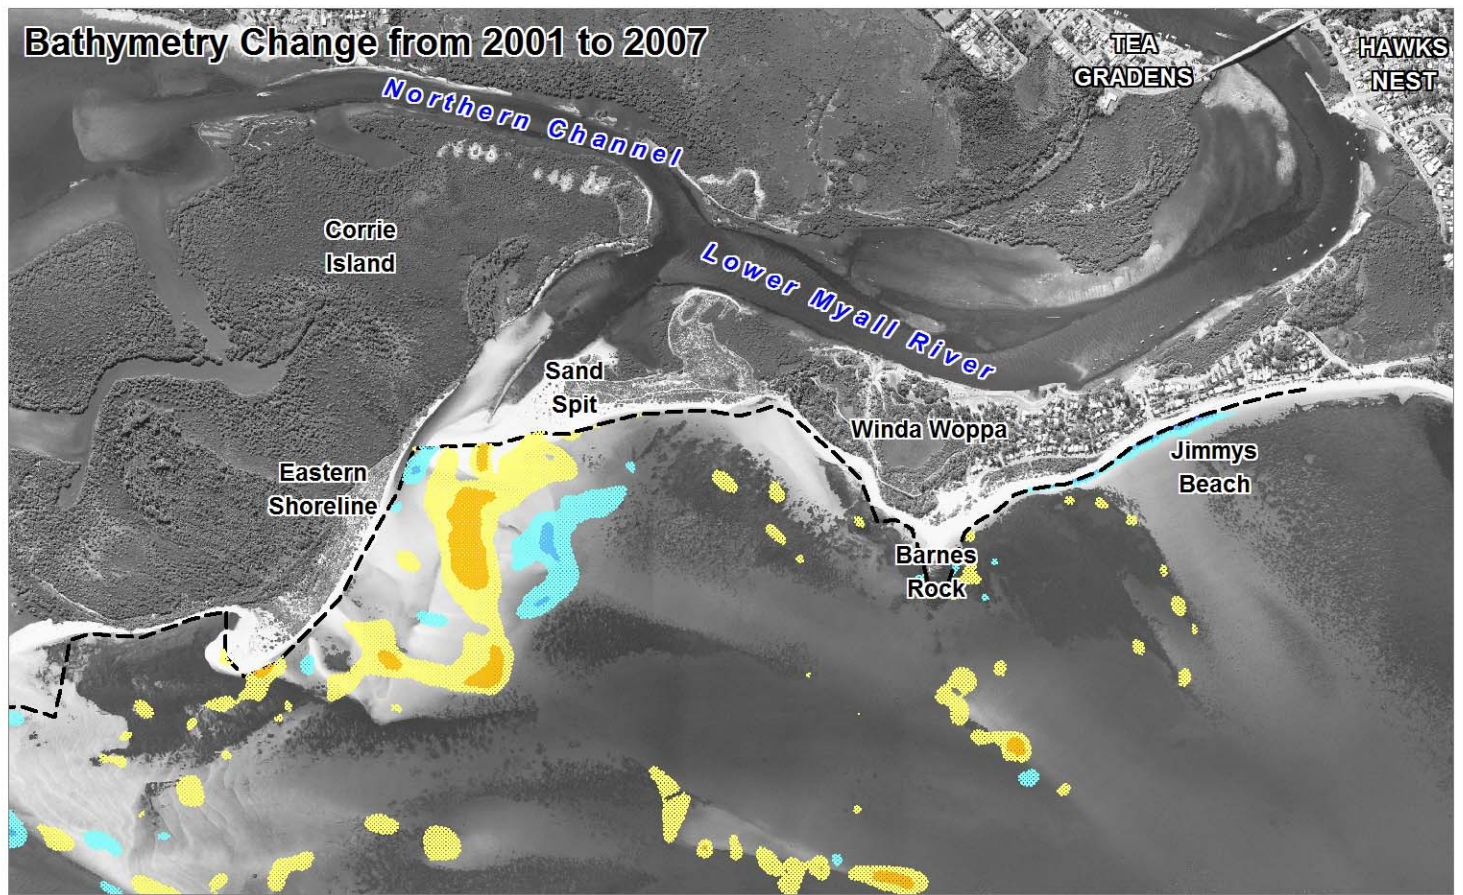 Bathymetry Change from 2001 to 2007
TEA
GRADENS
HAWKS
NEST
Northern Channel
Corrie
Island
Lower Myall River
Sand
Spit
Winda Woppa
Jimmys
Beach
Eastern
Shoreline
Barnes
Rock